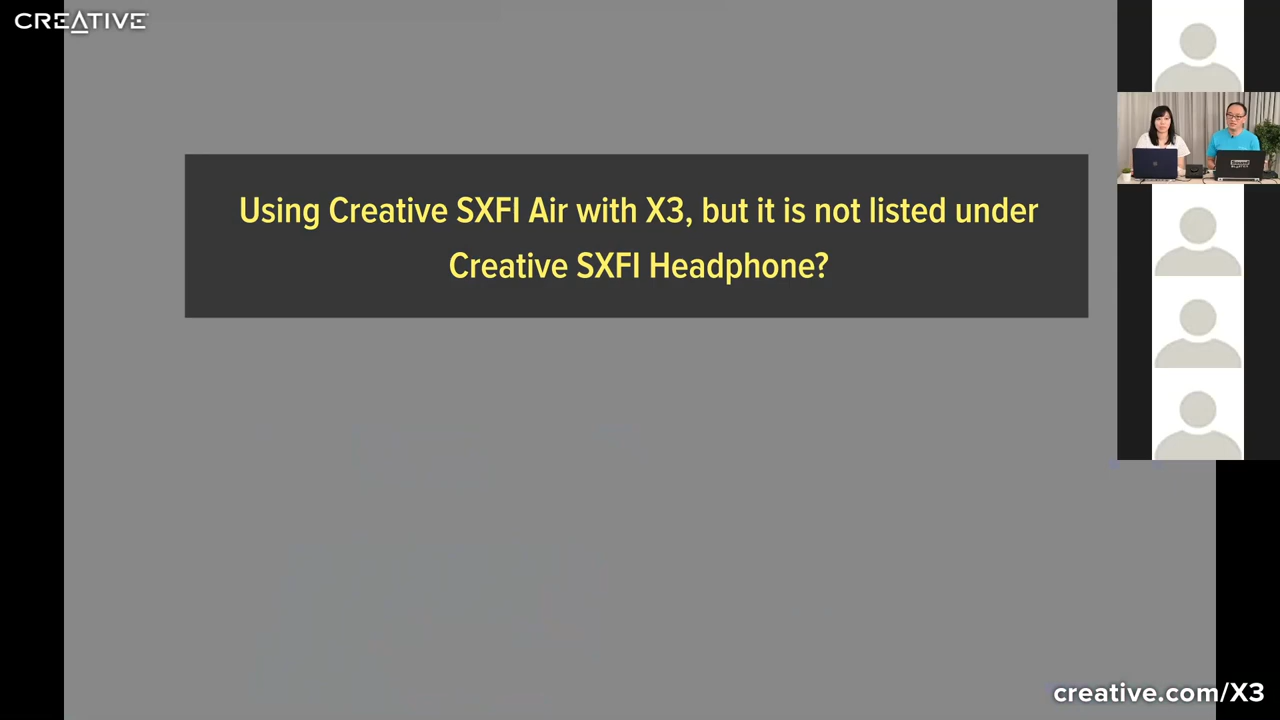 CREATIVE
Using Creative SXFI Air with X3, but it is not listed under
Creative SXFI Headphone?
creative.com/X3